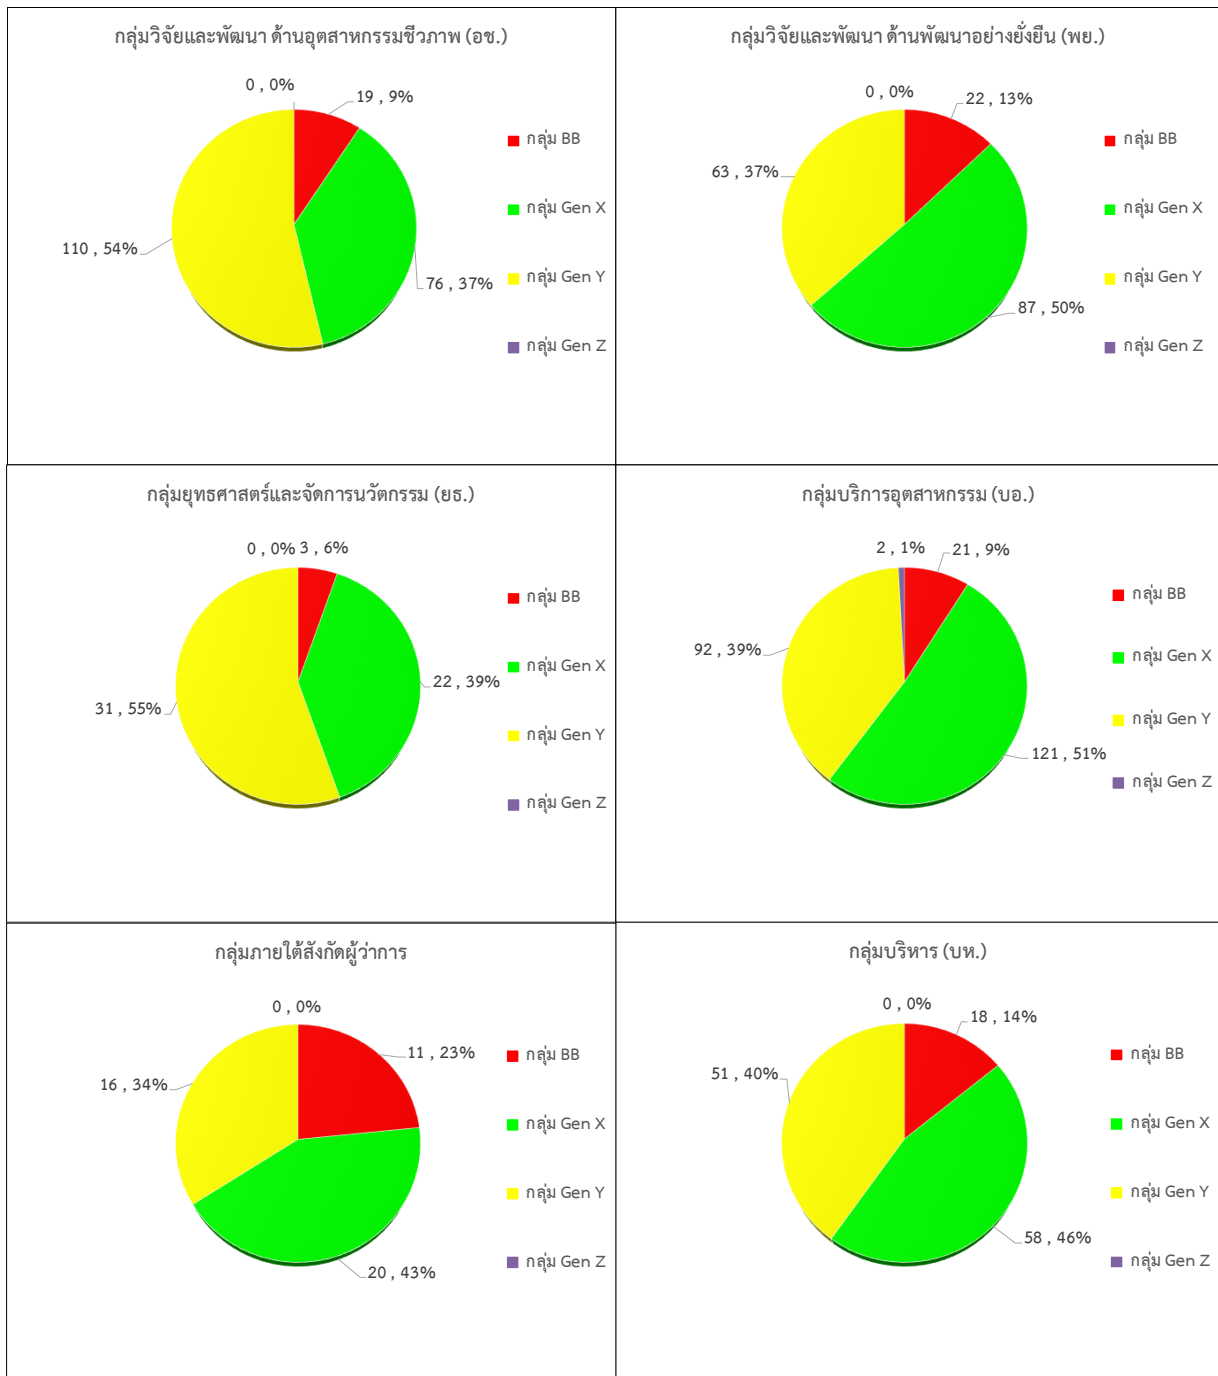 กลุ่มวิจัยและพัฒนา ด้านอุตสาหกรรมชีวภาพ (อช.)
0 , 0%
19 , 9%
110 , 54%
76 , 37%
กลุ่ม BB
กลุ่ม Gen X
กลุ่ม Gen Y
กลุ่ม Gen Z
กลุ่มวิจัยและพัฒนา ด้านพัฒนาอย่างยั่งยืน (พย.)
0 , 0%
22 , 13%
63 , 37%
87 , 50%
กลุ่ม BB
กลุ่ม Gen X
กลุ่ม Gen Y
กลุ่ม Gen Z
กลุ่มยุทธศาสตร์และจัดการนวัตกรรม (ยธ.)
0 , 0%
3 , 6%
22 , 39%
31 , 55%
กลุ่ม BB
กลุ่ม Gen X
กลุ่ม Gen Y
กลุ่ม Gen Z
กลุ่มบริการอุตสาหกรรม (บอ.)
2 , 1%
21 , 9%
92 , 39%
121 , 51%
กลุ่ม BB
กลุ่ม Gen X
กลุ่ม Gen Y
กลุ่ม Gen Z
กลุ่มภายใต้สังกัดผู้ว่าการ
0 , 0%
11 , 23%
16 , 34%
20 , 43%
กลุ่ม BB
กลุ่ม Gen X
กลุ่ม Gen Y
กลุ่ม Gen Z
กลุ่มบริหาร (บห.)
0 , 0%
18 , 14%
51 , 40%
58 , 46%
กลุ่ม BB
กลุ่ม Gen X
กลุ่ม Gen Y
กลุ่ม Gen Z